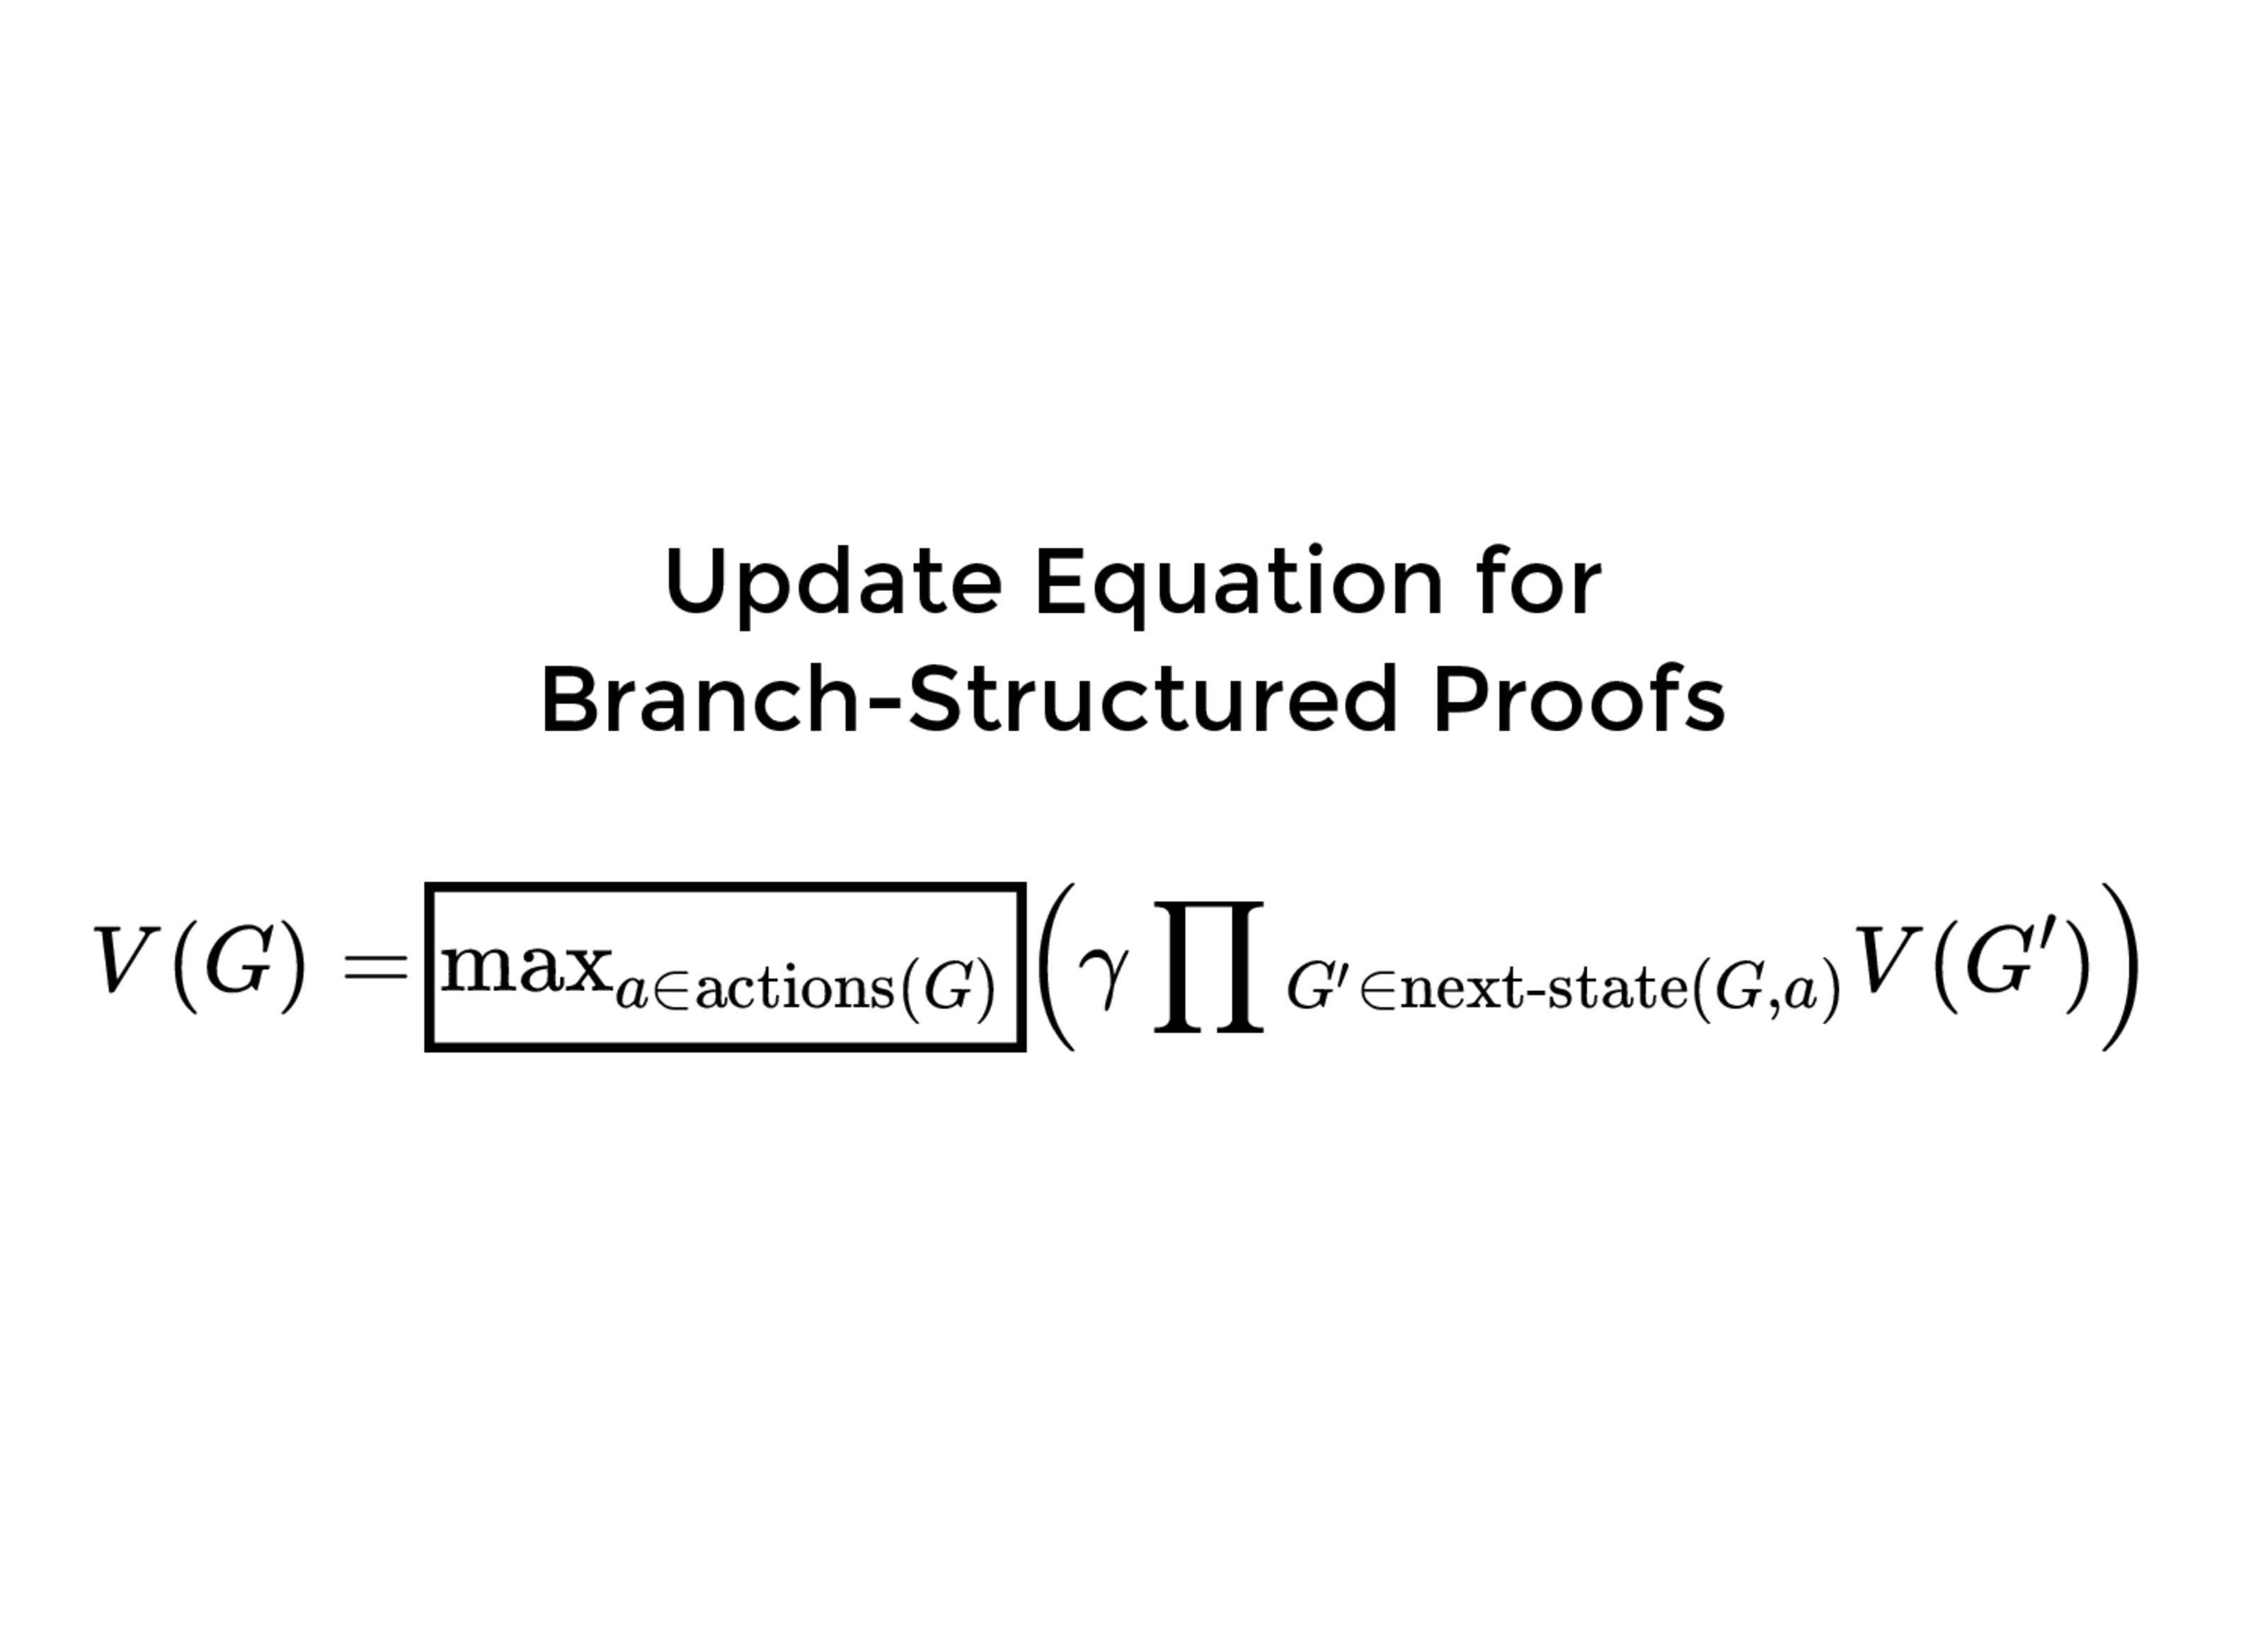 Update Equation for
Branch-Structured Proofs
V(G) = max_{a∈actions(G)} (γ ∏_{G′∈next-state(G,a)} V(G′))